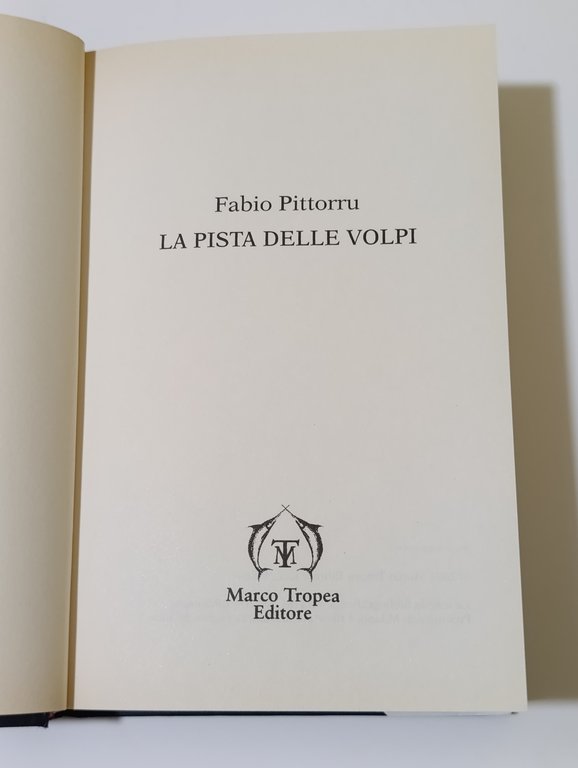 Fabio Pittorru
LA PISTA DELLE VOLPI
TM
Marco Tropea
Editore